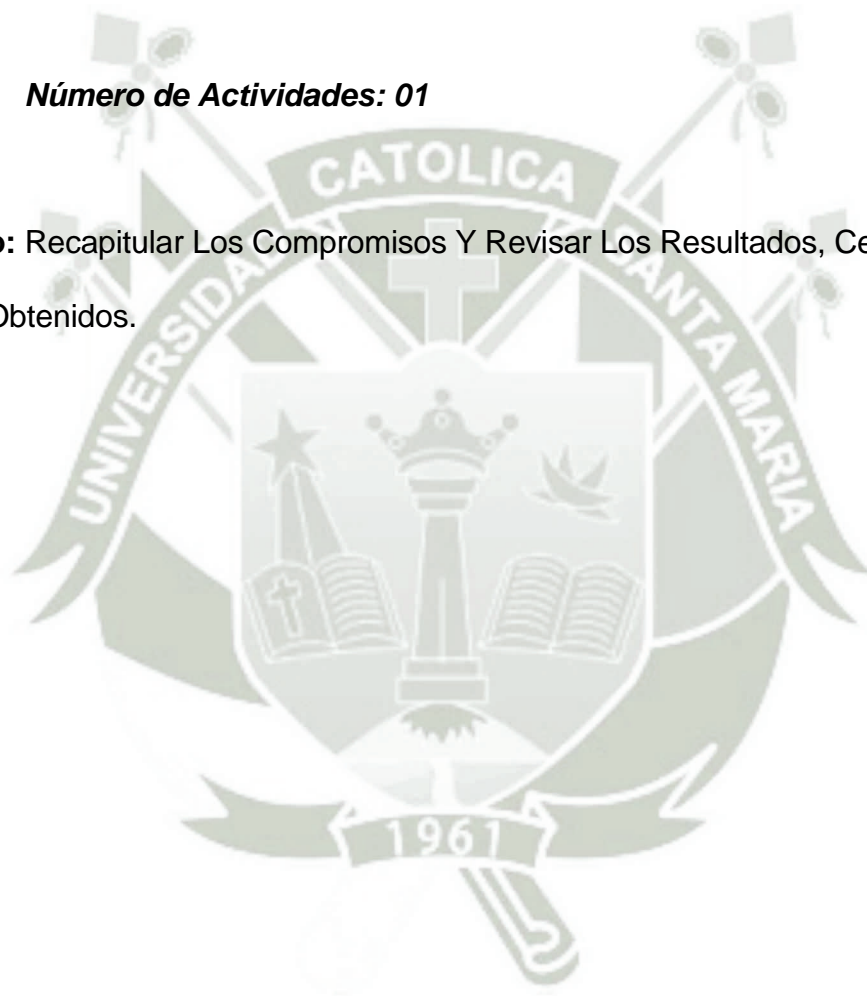 Número de Actividades: 01
o: Recapitular Los Compromisos Y Revisar Los Resultados, Ce
Obtenidos.
UNIVERSIDAD CATOLICA SANTA MARIA
1961